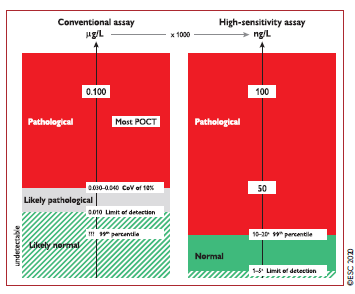 Conventional assay
µg/L
x 1000
High-sensitivity assay
ng/L
0.100
Pathological
Most POCT
0.030–0.040 CoV of 10%
Likely pathological
0.010 Limit of detection
!!! 99th percentile
Likely normal
undetectable
100
Pathological
50
10–20ᵃ 99th percentile
Normal
1–5ᵃ Limit of detection
©ESC 2020